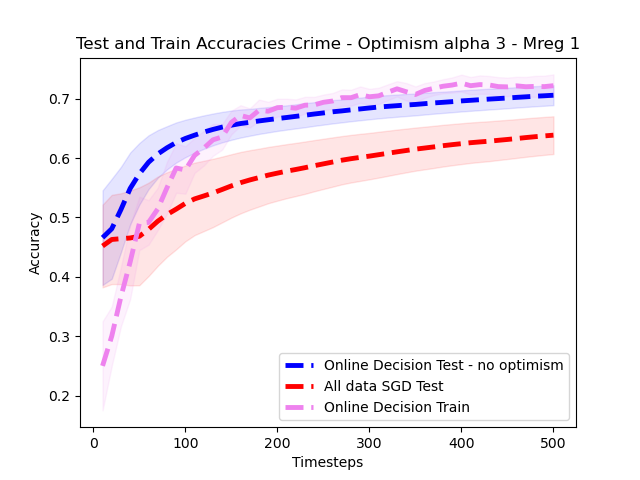 Test and Train Accuracies Crime - Optimism alpha 3 - Mreg 1
Accuracy
0.7
0.6
0.5
0.4
0.3
0.2
Online Decision Test - no optimism
All data SGD Test
Online Decision Train
0 100 200 300 400 500
Timesteps